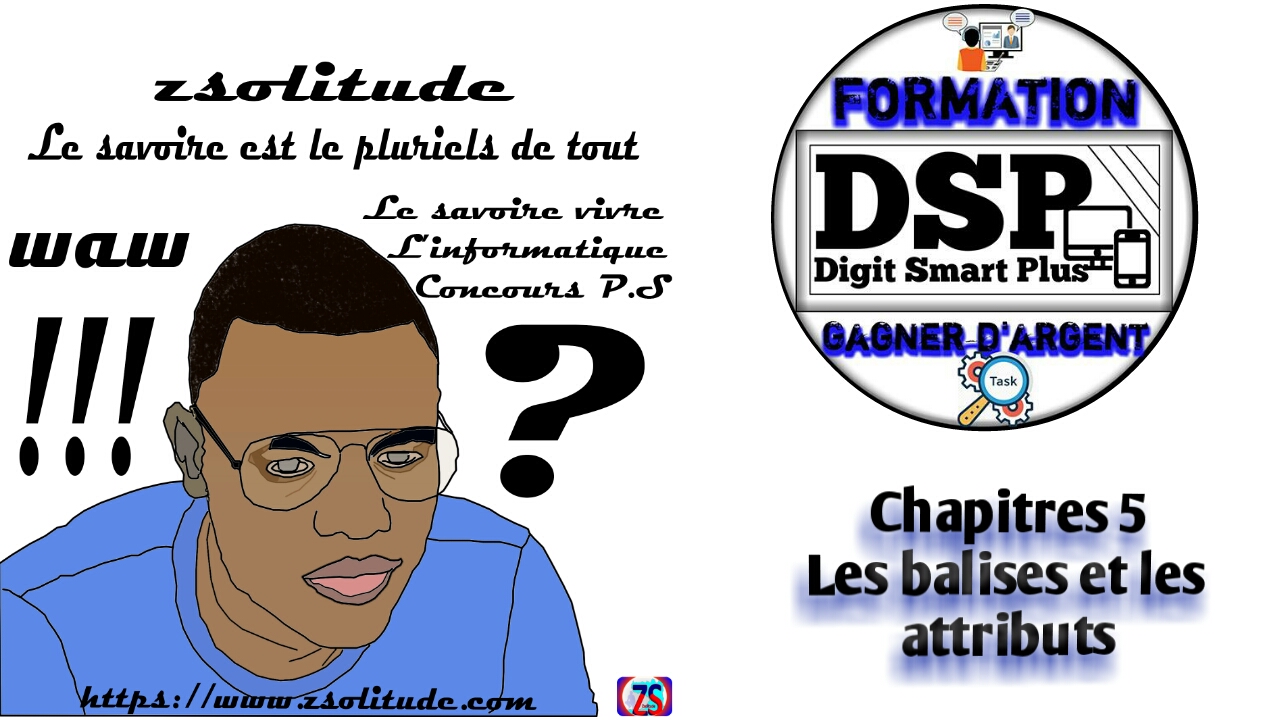 zsolitude
Le savoire est le pluriels de tout
Le savoire vivre
L'informatique
Concours P.S
waw
!!!
?
https://www.zsolitude.com
ZS
FORMATION
DSP
Digit Smart Plus
GAGNER D'ARGENT
Task
Chapitres 5
Les balises et les
attributs